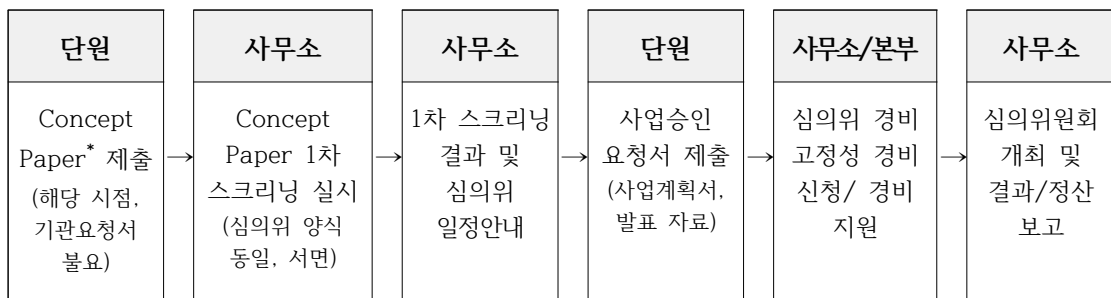 단원
Concept
Paper* 제출
(해당 시점,
기관요청서
불요)
→
사무소
Concept
Paper 1차
스크리닝 실시
(심의위 양식
동일, 서면)
→
사무소
1차 스크리닝
결과 및
심의위
일정안내
→
단원
사업승인
요청서 제출
(사업계획서,
발표 자료)
→
사무소/본부
심의위 경비
고정성 경비
신청/ 경비
지원
→
사무소
심의위원회
개최 및
결과/정산
보고